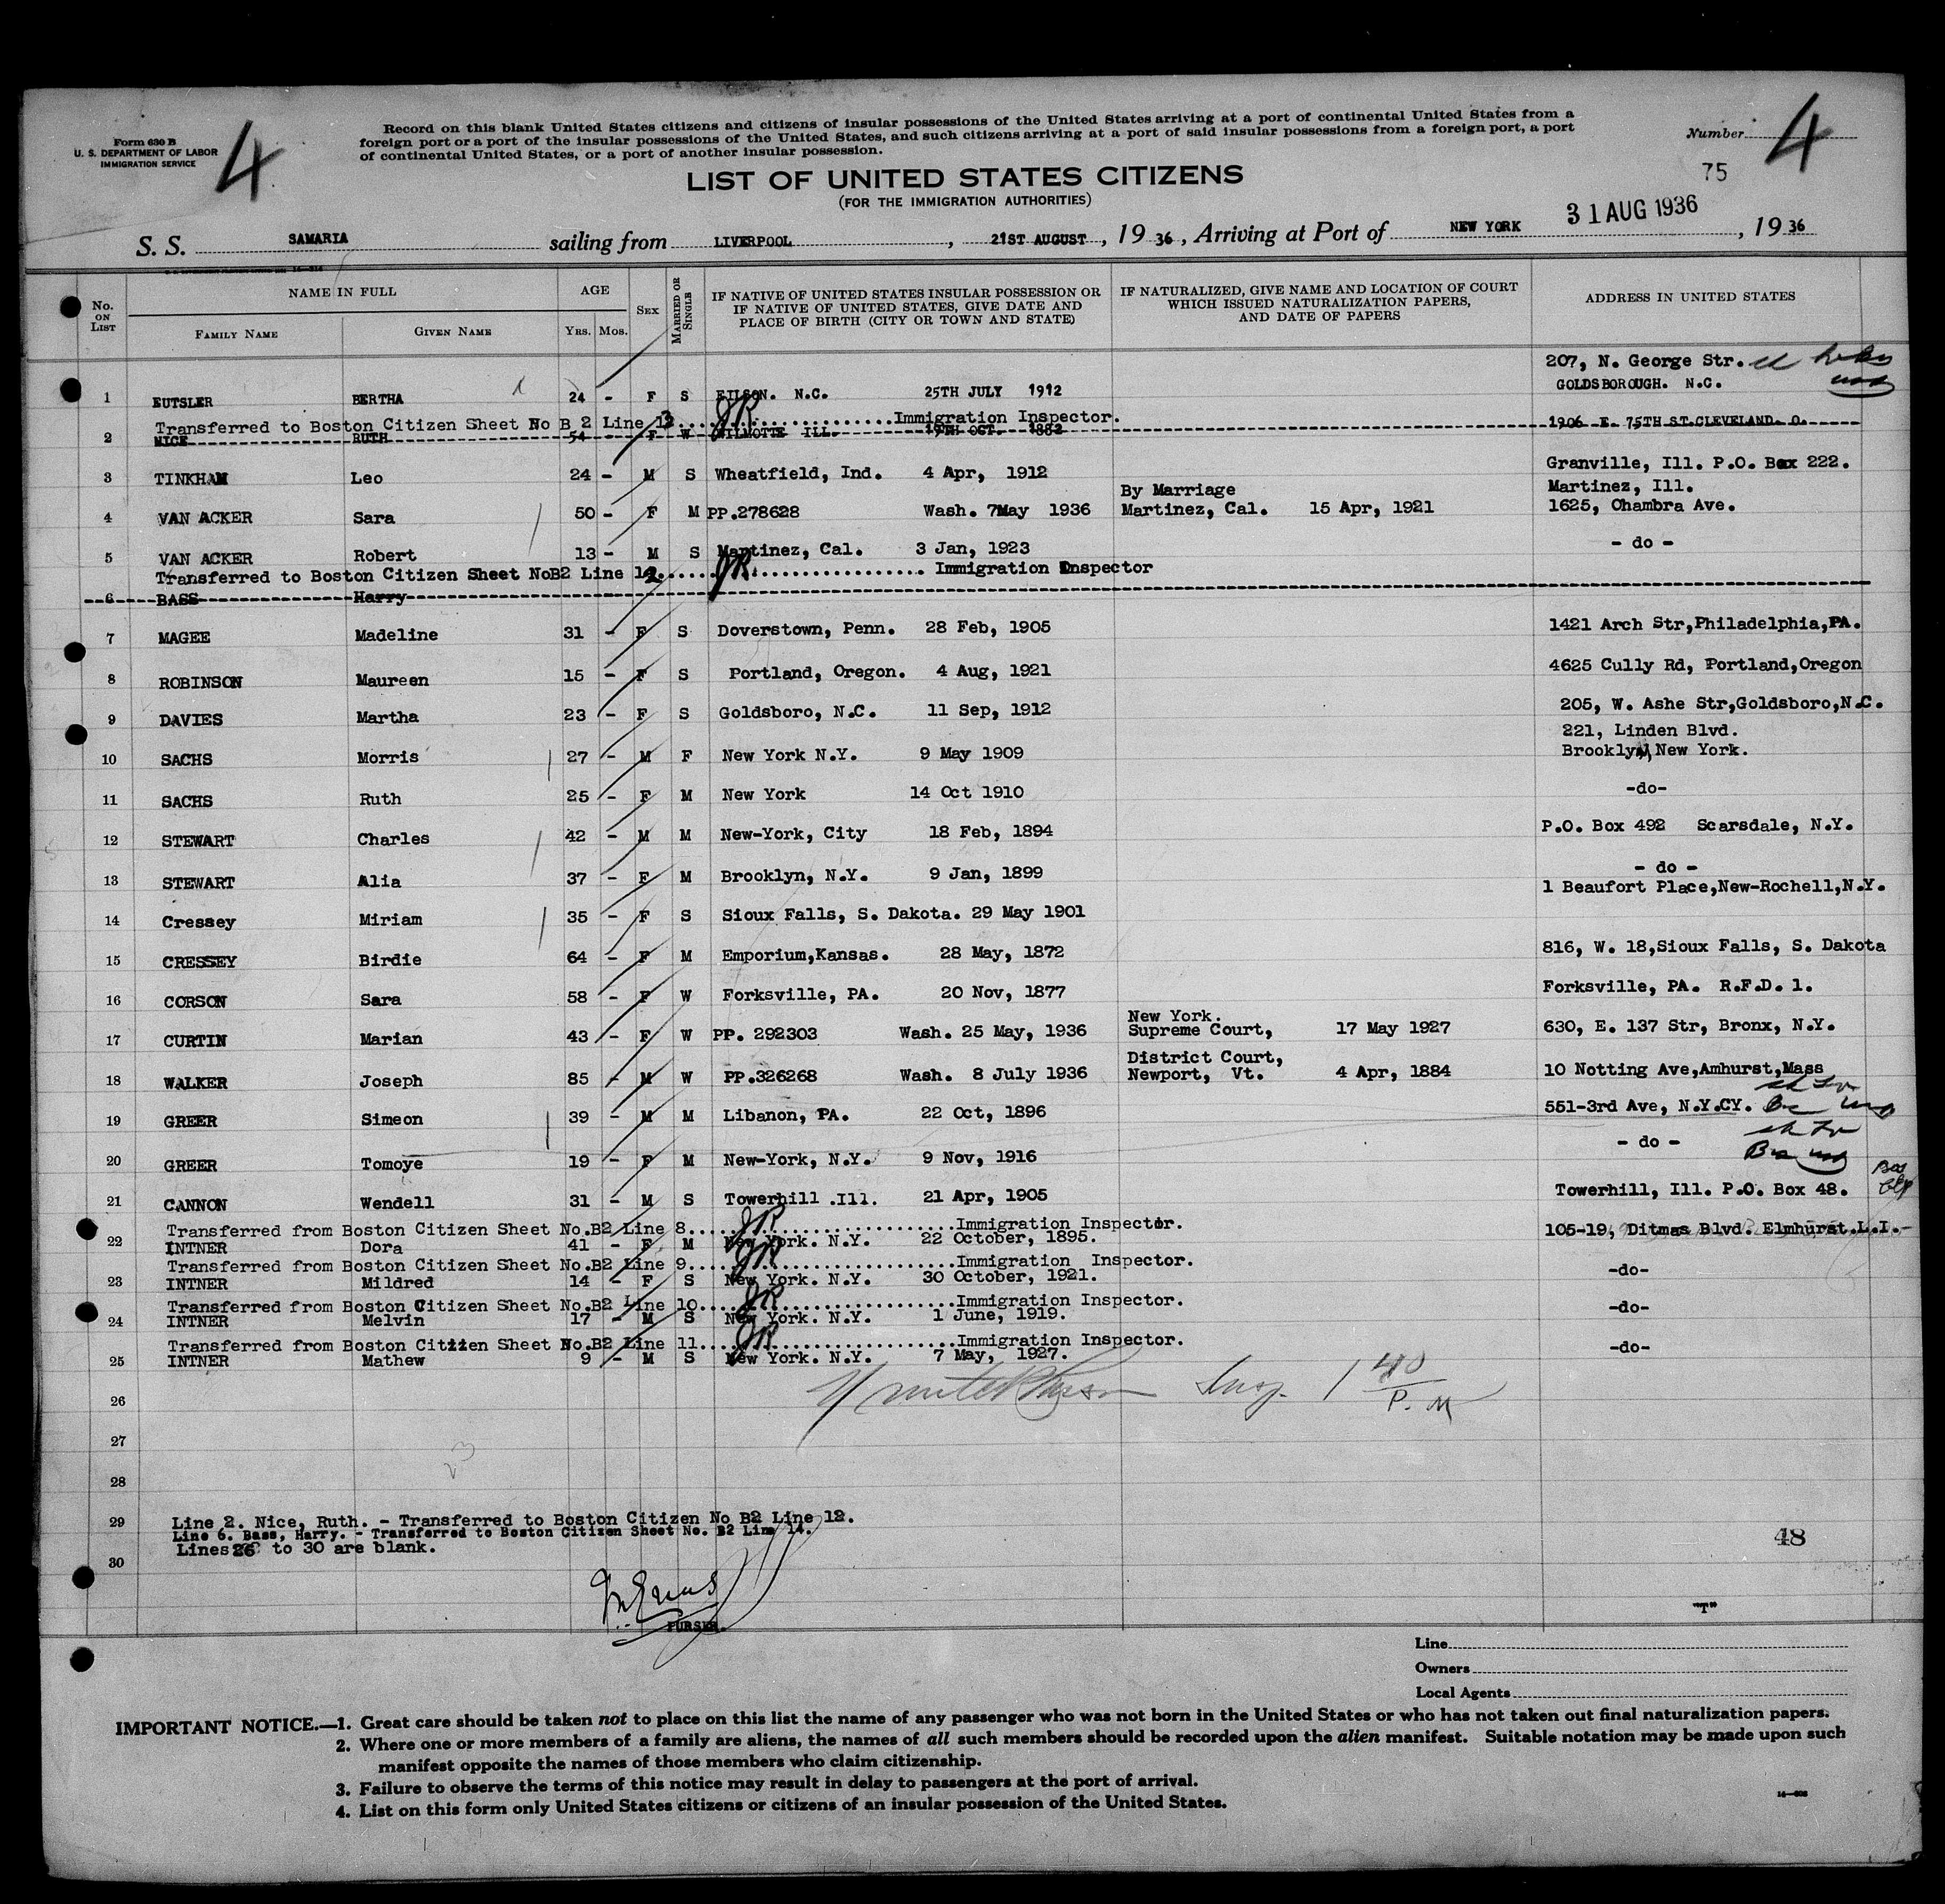 Form 630 B
U. S. DEPARTMENT OF LABOR
IMMIGRATION SERVICE
4
Record on this blank United States citizens and citizens of insular possessions of the United States arriving at a port of continental United States from a
foreign port or a port of the insular possessions of the United States, and such citizens arriving at a port of said insular possessions from a foreign port, a port
of continental United States, or a port of another insular possession.
Number 4
75
LIST OF UNITED STATES CITIZENS
(FOR THE IMMIGRATION AUTHORITIES)
31 AUG 1936
S. S. SAMARIA sailing from LIVERPOOL, 21ST AUGUST, 19 36, Arriving at Port of NEW YORK, 19 36
No. ON LIST
NAME IN FULL
FAMILY NAME
GIVEN NAME
AGE
YRS. MOS.
SEX
MARRIED OR SINGLE
IF NATIVE OF UNITED STATES INSULAR POSSESSION OR
IF NATIVE OF UNITED STATES, GIVE DATE AND
PLACE OF BIRTH (CITY OR TOWN AND STATE)
IF NATURALIZED, GIVE NAME AND LOCATION OF COURT
WHICH ISSUED NATURALIZATION PAPERS,
AND DATE OF PAPERS
ADDRESS IN UNITED STATES
207, N. George Str.
1 EUTSLER BERTHA 24 - F S N.C. 25TH JULY 1912 GOLDSBOROUGH. N.C.
Transferred to Boston Citizen Sheet No B 2 Line JR Immigration Inspector.
2 NICE RUTH 54 - F W WILMOTTE ILL. 19TH OCT. 1882 1906 E. 75TH ST.CLEVELAND. O.
3 TINKHAM Leo 24 - M S Wheatfield, Ind. 4 Apr, 1912 Granville, Ill. P.O. Box 222.
By Marriage Martinez, Ill.
4 VAN ACKER Sara 50 - F M PP.278628 Wash. 7May 1936 Martinez, Cal. 15 Apr, 1921 1625, Ohambra Ave.
5 VAN ACKER Robert 13 - M S Martinez, Cal. 3 Jan, 1923 - do -
Transferred to Boston Citizen Sheet NoB2 Line JR. Immigration Inspector
6 BASS Harry
7 MAGEE Madeline 31 - F S Doverstown, Penn. 28 Feb, 1905 1421 Arch Str,Philadelphia,PA.
8 ROBINSON Maureen 15 - F S Portland, Oregon. 4 Aug, 1921 4625 Cully Rd, Portland,Oregon
9 DAVIES Martha 23 - F S Goldsboro, N.C. 11 Sep, 1912 205, W. Ashe Str,Goldsboro,N.C.
221, Linden Blvd.
10 SACHS Morris 27 - M F New York N.Y. 9 May 1909 Brooklyn, New York.
11 SACHS Ruth 25 - F M New York 14 Oct 1910 -do-
12 STEWART Charles 42 - M M New-York, City 18 Feb, 1894 P.O. Box 492 Scarsdale, N.Y.
13 STEWART Alia 37 - F M Brooklyn, N.Y. 9 Jan, 1899 - do -
1 Beaufort Place,New-Rochell,N.Y.
14 Cressey Miriam 35 - F S Sioux Falls, S. Dakota. 29 May 1901
15 CRESSEY Birdie 64 - F M Emporium,Kansas. 28 May, 1872 816, W. 18,Sioux Falls, S. Dakota
16 CORSON Sara 58 - F W Forksville, PA. 20 Nov, 1877 Forksville, PA. R.F.D. 1.
New York.
17 CURTIN Marian 43 - F W PP. 292303 Wash. 25 May, 1936 Supreme Court, 17 May 1927 630, E. 137 Str, Bronx, N.Y.
District Court,
18 WALKER Joseph 85 - M W PP.326268 Wash. 8 July 1936 Newport, Vt. 4 Apr, 1884 10 Notting Ave,Amhurst,Mass
19 GREER Simeon 39 - M M Libanon, PA. 22 Oct, 1896 551-3rd Ave, N.Y.CY.
20 GREER Tomoye 19 - F M New-York, N.Y. 9 Nov, 1916 - do -
21 CANNON Wendell 31 - M S Towerhill .Ill. 21 Apr, 1905 Towerhill, Ill. P.O. Box 48.
Transferred from Boston Citizen Sheet No.B2 Line 8 JR Immigration Inspector.
22 INTNER Dora 41 - F M New York. N.Y. 22 October, 1895. 105-19, Ditmas Blvd. Elmhurst.L.I.-
Transferred from Boston Citizen Sheet No.B2 Line 9 JR Immigration Inspector.
23 INTNER Mildred 14 - F S New York. N.Y. 30 October, 1921. -do-
Transferred from Boston Citizen Sheet No.B2 Line 10 JR Immigration Inspector.
24 INTNER Melvin 17 - M S New York. N.Y. 1 June, 1919. -do-
Transferred from Boston Citizen Sheet No.B2 Line 11 JR Immigration Inspector.
25 INTNER Mathew 9 - M S New York. N.Y. 7 May, 1927. -do-
26 Insp. 1 40 P. M
27
28
23
29 Line 2. Nice, Ruth. - Transferred to Boston Citizen No B2 Line 12.
Line 6. Bass, Harry. - Transferred to Boston Citizen Sheet No. B2 Line 14.
Lines 26 to 30 are blank.
48
30
PURSER.
"T"
Line
Owners
Local Agents
IMPORTANT NOTICE.—1. Great care should be taken not to place on this list the name of any passenger who was not born in the United States or who has not taken out final naturalization papers.
2. Where one or more members of a family are aliens, the names of all such members should be recorded upon the alien manifest. Suitable notation may be made upon such
manifest opposite the names of those members who claim citizenship.
3. Failure to observe the terms of this notice may result in delay to passengers at the port of arrival.
4. List on this form only United States citizens or citizens of an insular possession of the United States.